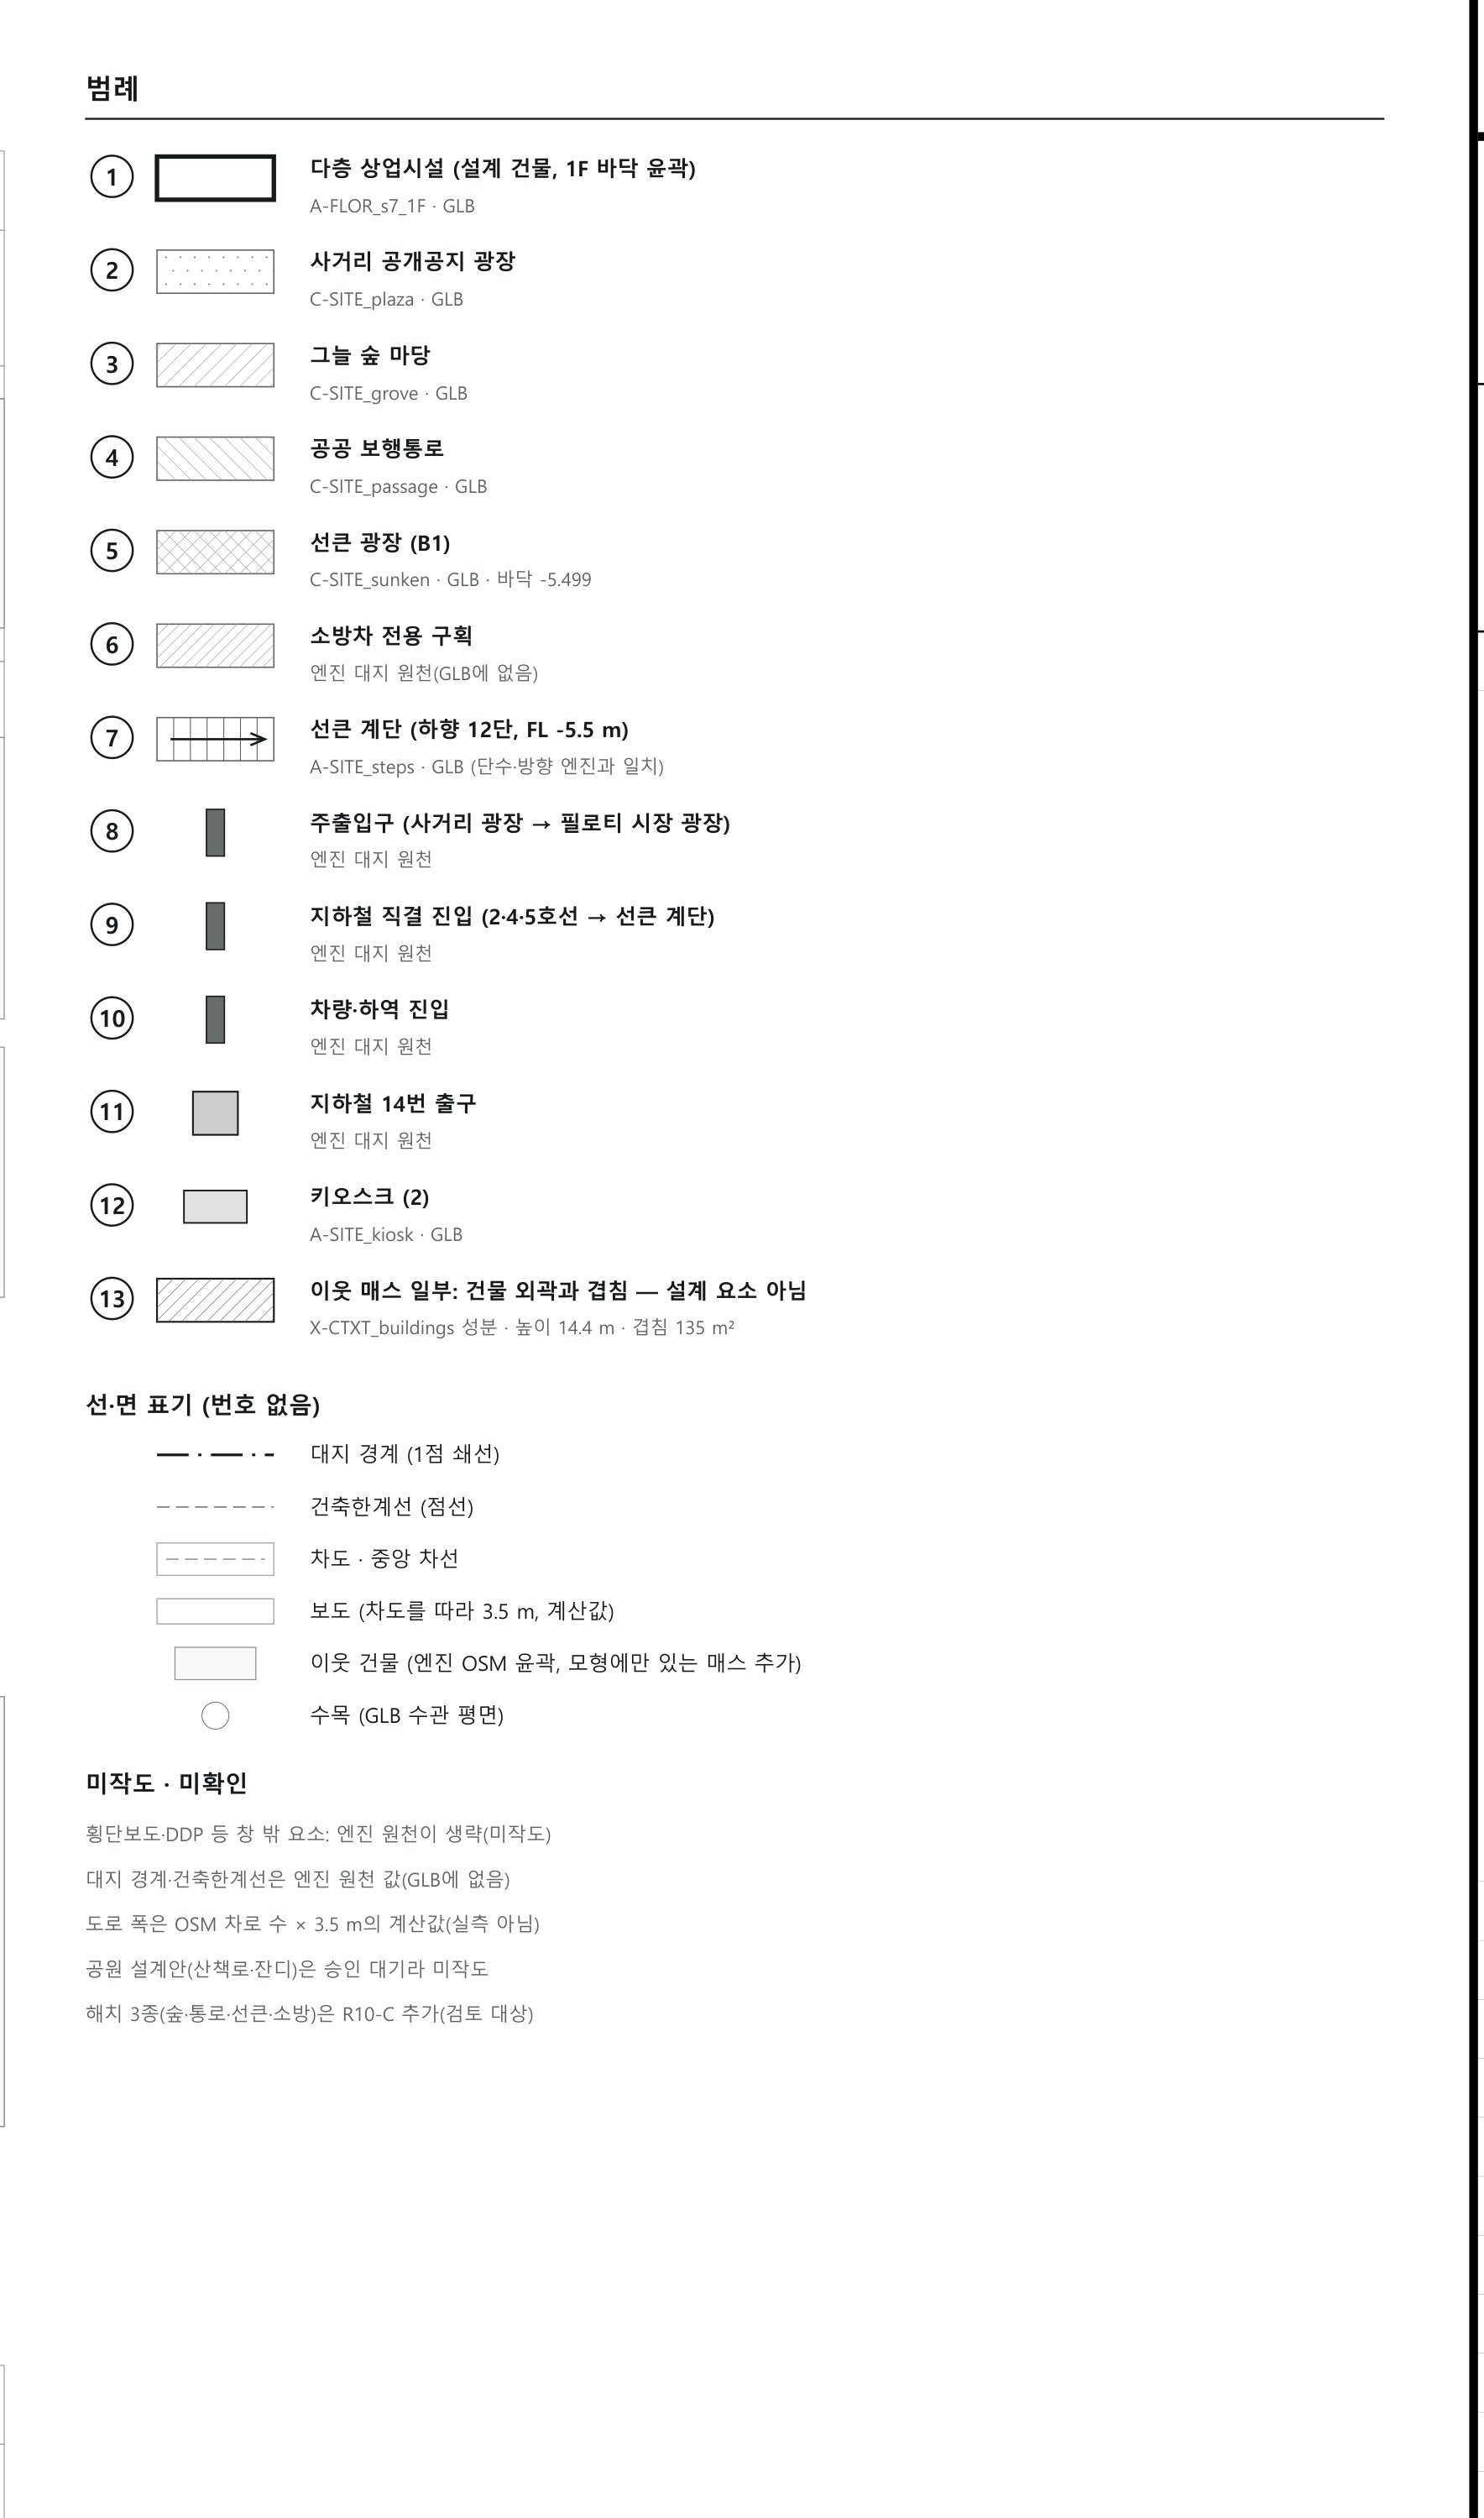 범례
1 다층 상업시설 (설계 건물, 1F 바닥 윤곽)
A-FLOR_s7_1F · GLB
2 사거리 공개공지 광장
C-SITE_plaza · GLB
3 그늘 숲 마당
C-SITE_grove · GLB
4 공공 보행통로
C-SITE_passage · GLB
5 선큰 광장 (B1)
C-SITE_sunken · GLB · 바닥 -5.499
6 소방차 전용 구획
엔진 대지 원천(GLB에 없음)
7 선큰 계단 (하향 12단, FL -5.5 m)
A-SITE_steps · GLB (단수·방향 엔진과 일치)
8 주출입구 (사거리 광장 → 필로티 시장 광장)
엔진 대지 원천
9 지하철 직결 진입 (2·4·5호선 → 선큰 계단)
엔진 대지 원천
10 차량·하역 진입
엔진 대지 원천
11 지하철 14번 출구
엔진 대지 원천
12 키오스크 (2)
A-SITE_kiosk · GLB
13 이웃 매스 일부: 건물 외곽과 겹침 — 설계 요소 아님
X-CTXT_buildings 성분 · 높이 14.4 m · 겹침 135 m²
선·면 표기 (번호 없음)
대지 경계 (1점 쇄선)
건축한계선 (점선)
차도 · 중앙 차선
보도 (차도를 따라 3.5 m, 계산값)
이웃 건물 (엔진 OSM 윤곽, 모형에만 있는 매스 추가)
수목 (GLB 수관 평면)
미작도 · 미확인
횡단보도·DDP 등 창 밖 요소: 엔진 원천이 생략(미작도)
대지 경계·건축한계선은 엔진 원천 값(GLB에 없음)
도로 폭은 OSM 차로 수 × 3.5 m의 계산값(실측 아님)
공원 설계안(산책로·잔디)은 승인 대기라 미작도
해치 3종(숲·통로·선큰·소방)은 R10-C 추가(검토 대상)